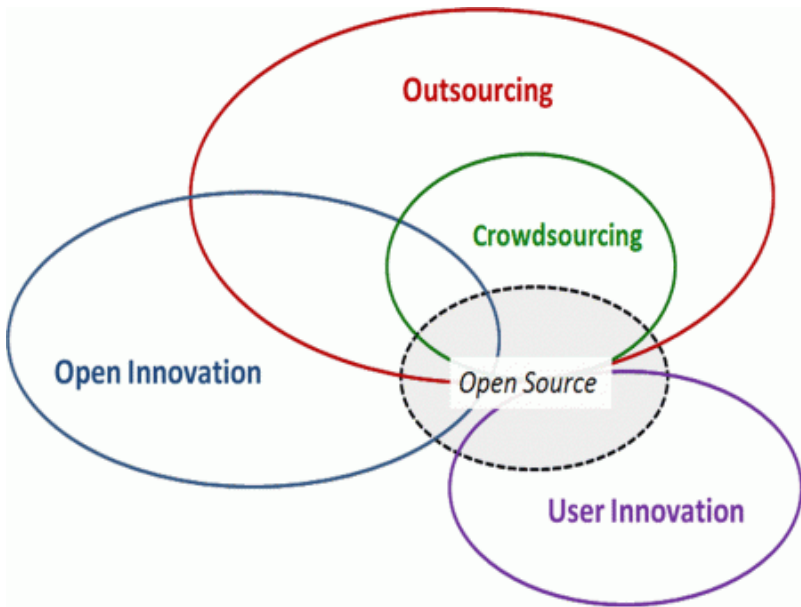 Outsourcing
Crowdsourcing
Open Innovation
Open Source
User Innovation